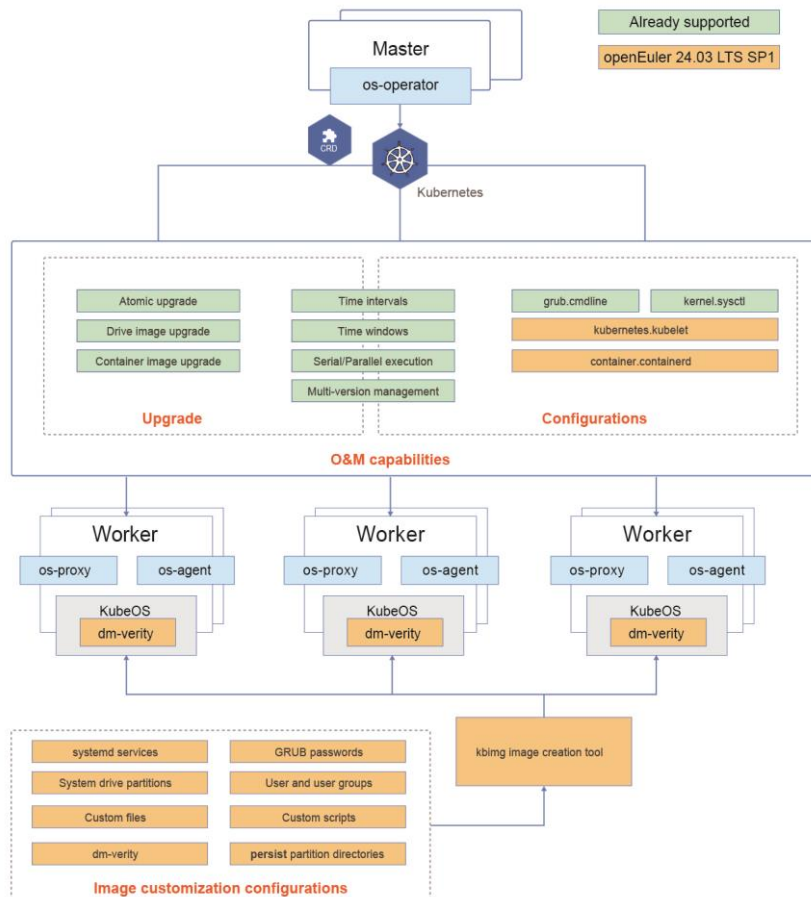 Already supported
openEuler 24.03 LTS SP1
Master
os-operator
CRD
Kubernetes
Atomic upgrade
Drive image upgrade
Container image upgrade
Time intervals
Time windows
Serial/Parallel execution
Multi-version management
grub.cmdline
kernel.sysctl
kubernetes.kubelet
container.containerd
Upgrade
Configurations
O&M capabilities
Worker
os-proxy
os-agent
KubeOS
dm-verity
Worker
os-proxy
os-agent
KubeOS
dm-verity
Worker
os-proxy
os-agent
KubeOS
dm-verity
kbimg image creation tool
systemd services
GRUB passwords
System drive partitions
User and user groups
Custom files
Custom scripts
dm-verity
persist partition directories
Image customization configurations